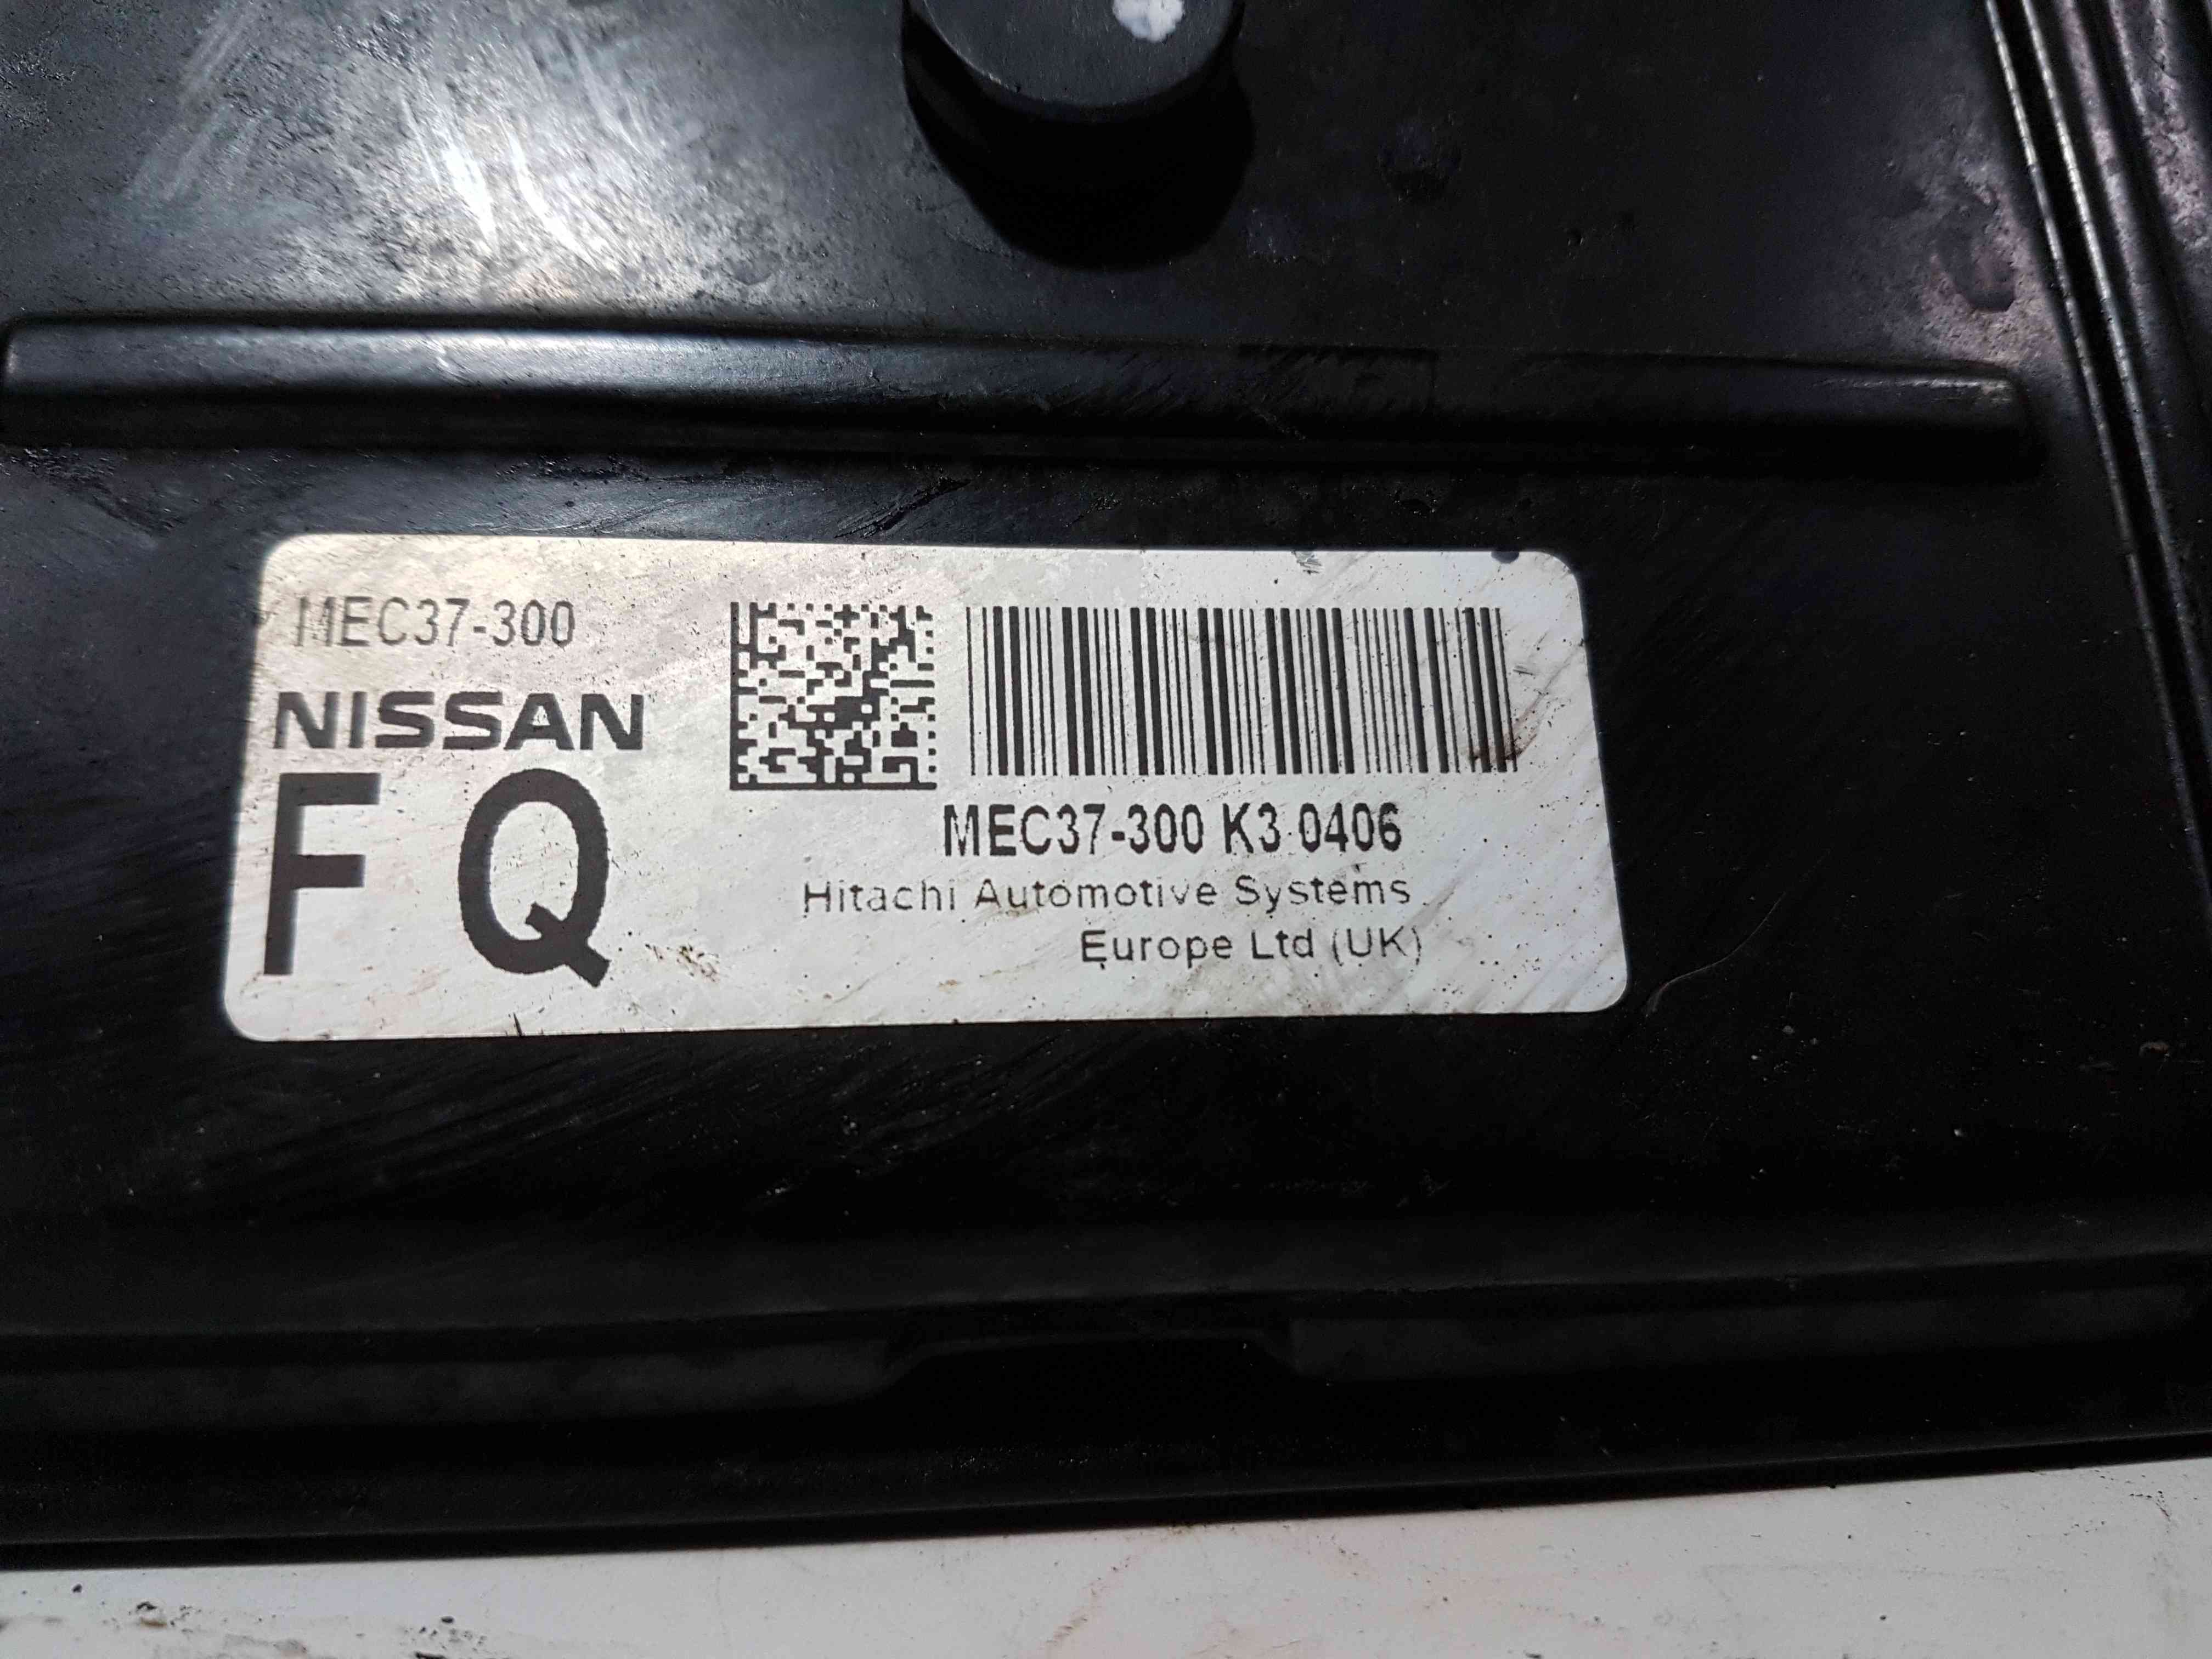 MEC37-300
NISSAN
F Q
MEC37-300 K3 0406
Hitachi Automotive Systems
Europe Ltd (UK)